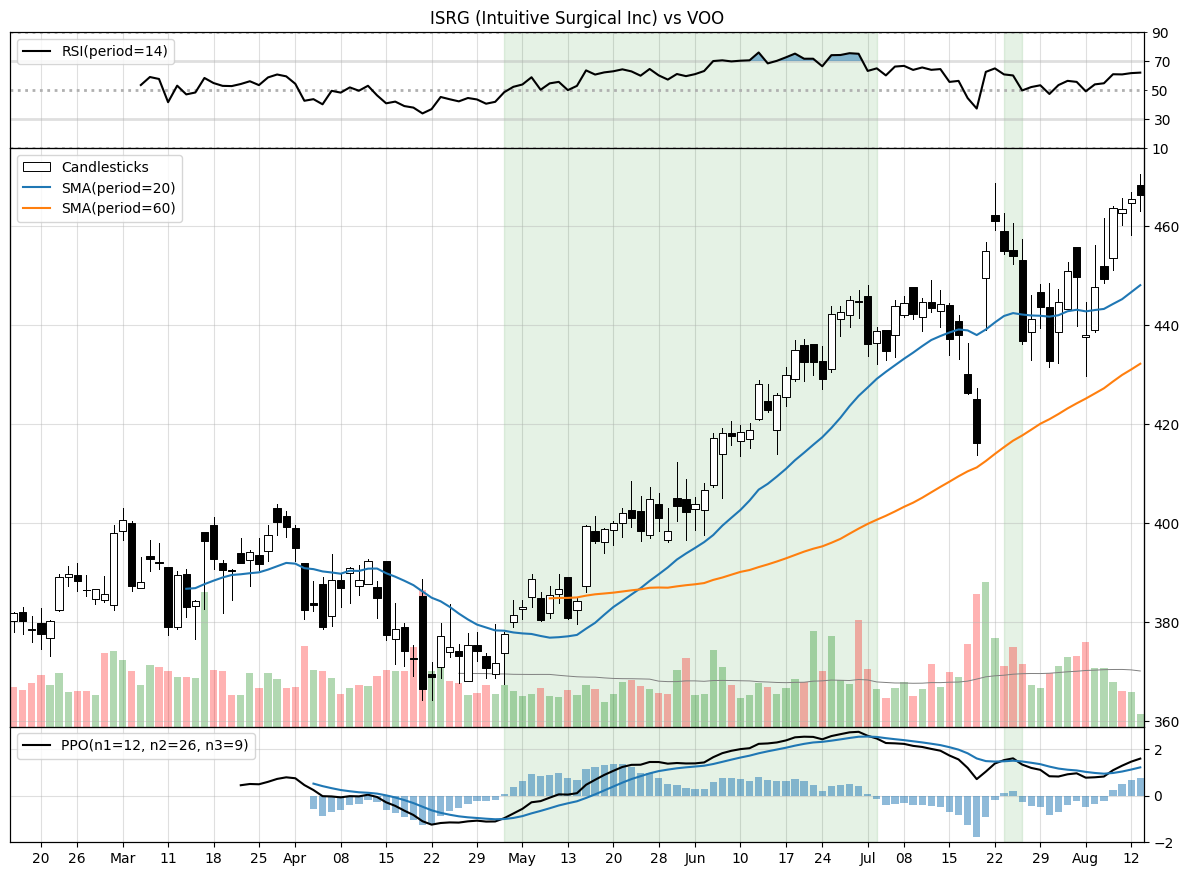 ISRG (Intuitive Surgical Inc) vs VOO
RSI(period=14)
90
70
50
30
10
Candlesticks
SMA(period=20)
SMA(period=60)
460
440
420
400
380
360
PPO(n1=12, n2=26, n3=9)
2
0
−2
20 26 Mar 11 18 25 Apr 08 15 22 29 May 13 20 28 Jun 10 17 24 Jul 08 15 22 29 Aug 12